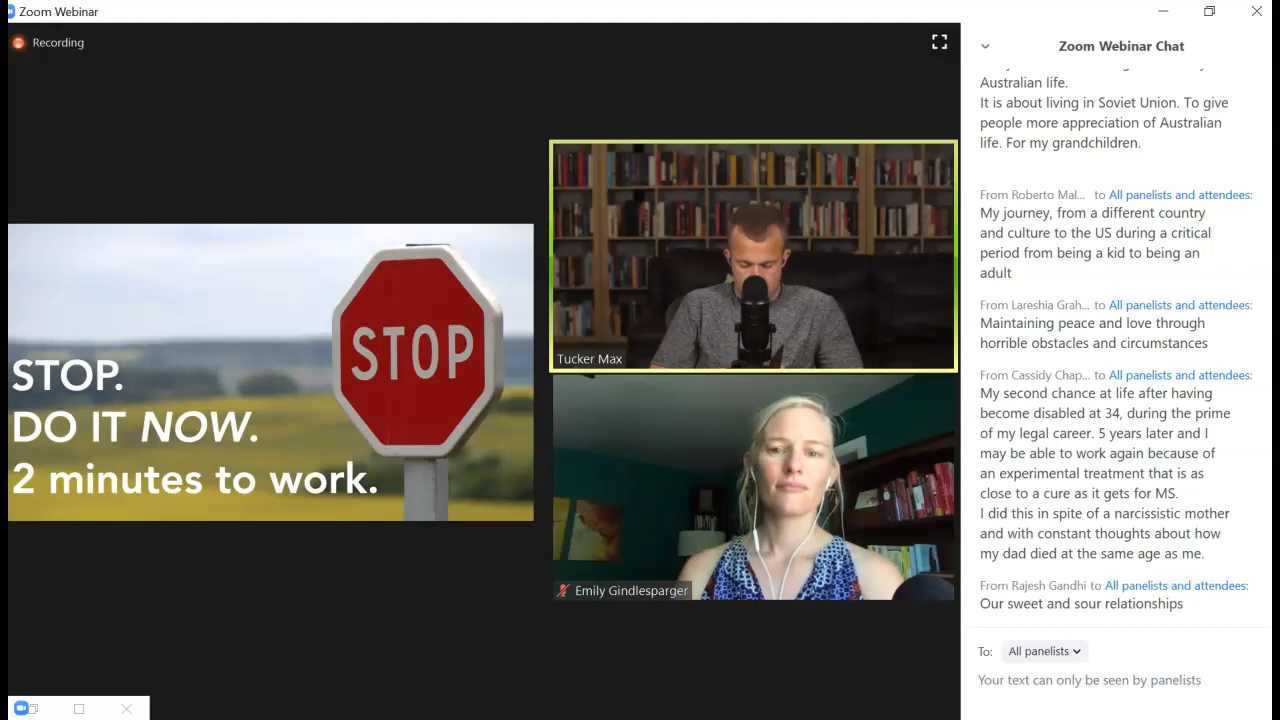 Zoom Webinar
Recording
STOP
STOP.
DO IT NOW.
2 minutes to work.
Tucker Max
Emily Gindlesparger
Zoom Webinar Chat
Australian life.
It is about living in Soviet Union. To give
people more appreciation of Australian
life. For my grandchildren.
From Roberto Mal... to All panelists and attendees:
My journey, from a different country
and culture to the US during a critical
period from being a kid to being an
adult
From Lareshia Grah... to All panelists and attendees:
Maintaining peace and love through
horrible obstacles and circumstances
From Cassidy Chap... to All panelists and attendees:
My second chance at life after having
become disabled at 34, during the prime
of my legal career. 5 years later and I
may be able to work again because of
an experimental treatment that is as
close to a cure as it gets for MS.
I did this in spite of a narcissistic mother
and with constant thoughts about how
my dad died at the same age as me.
From Rajesh Gandhi to All panelists and attendees:
Our sweet and sour relationships
To: All panelists
Your text can only be seen by panelists